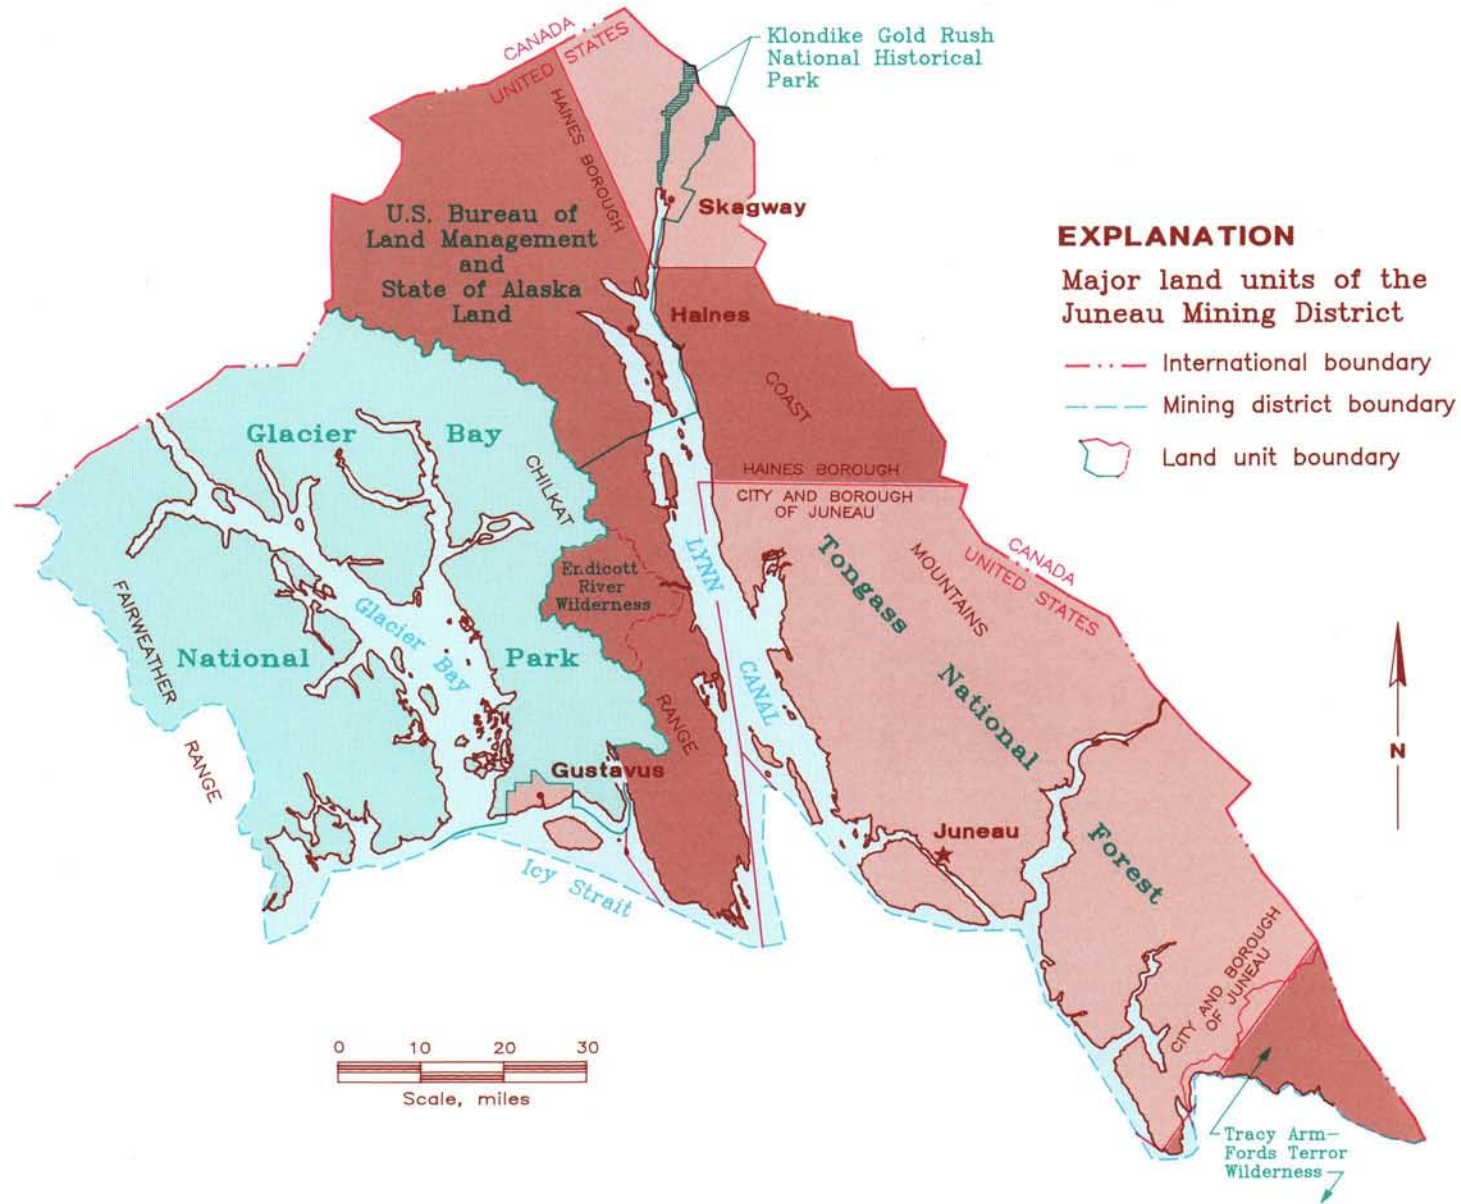 CANADA
UNITED STATES
Klondike Gold Rush
National Historical
Park
HAINES BOROUGH
Skagway
U.S. Bureau of
Land Management
and
State of Alaska
Land
Haines
EXPLANATION
Major land units of the
Juneau Mining District
International boundary
Mining district boundary
Land unit boundary
COAST
Glacier Bay
CHILKAT
HAINES BOROUGH
CITY AND BOROUGH
OF JUNEAU
LYNN
Tongass
MOUNTAINS
CANADA
UNITED STATES
Endicott
River
Wilderness
FAIRWEATHER
Glacier Bay
National Park
CANAL
National
RANGE
RANGE
Gustavus
N
Juneau
Forest
Icy Strait
CITY AND BOROUGH
OF JUNEAU
0 10 20 30
Scale, miles
Tracy Arm—
Fords Terror
Wilderness